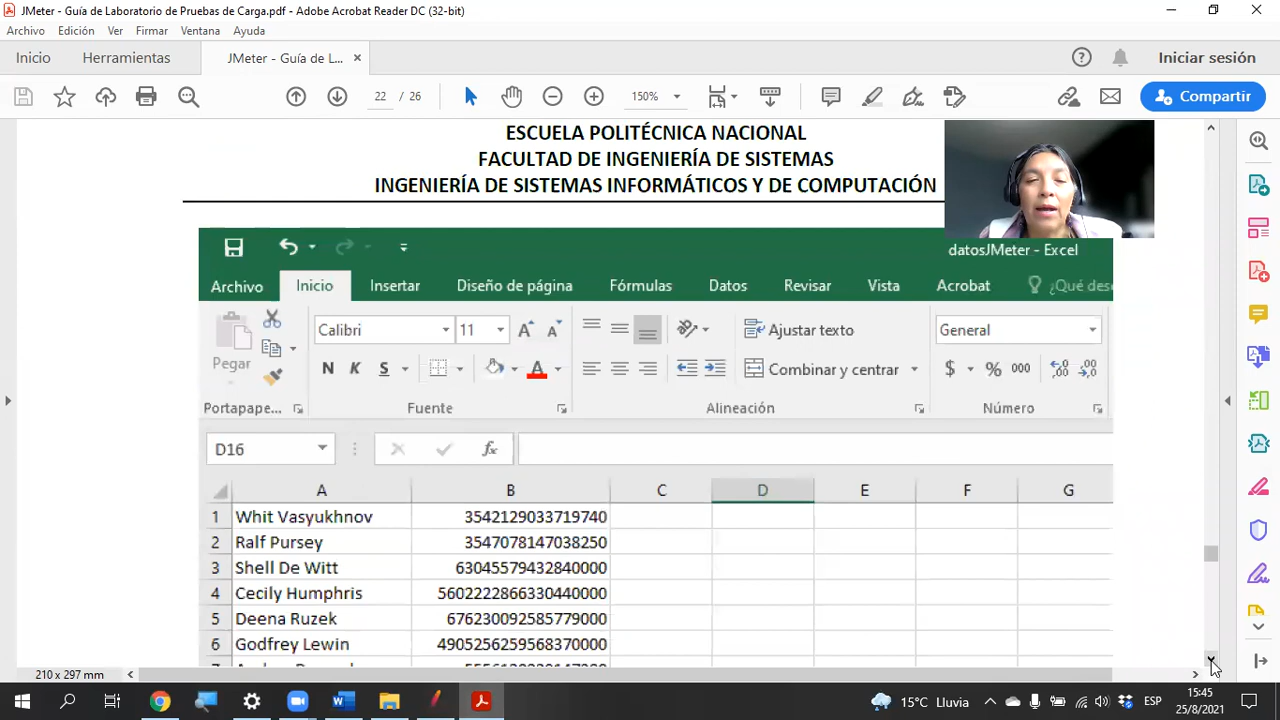 JMeter - Guía de Laboratorio de Pruebas de Carga.pdf - Adobe Acrobat Reader DC (32-bit)
Archivo Edición Ver Firmar Ventana Ayuda
Inicio Herramientas JMeter - Guía de L... × Iniciar sesión
22 / 26 150% Compartir
ESCUELA POLITÉCNICA NACIONAL
FACULTAD DE INGENIERÍA DE SISTEMAS
INGENIERÍA DE SISTEMAS INFORMÁTICOS Y DE COMPUTACIÓN
datosJMeter - Excel
Archivo Inicio Insertar Diseño de página Fórmulas Datos Revisar Vista Acrobat ¿Qué dese
Pegar Calibri 11 Ajustar texto General
N K S Combinar y centrar $ % 000
Portapape... Fuente Alineación Número
D16 fx
A B C D E F G
1 Whit Vasyukhnov 3542129033719740
2 Ralf Pursey 3547078147038250
3 Shell De Witt 63045579432840000
4 Cecily Humphris 5602222866330440000
5 Deena Ruzek 676230092585779000
6 Godfrey Lewin 4905256259568370000
210 x 297 mm
15°C Lluvia ESP 15:45
25/8/2021